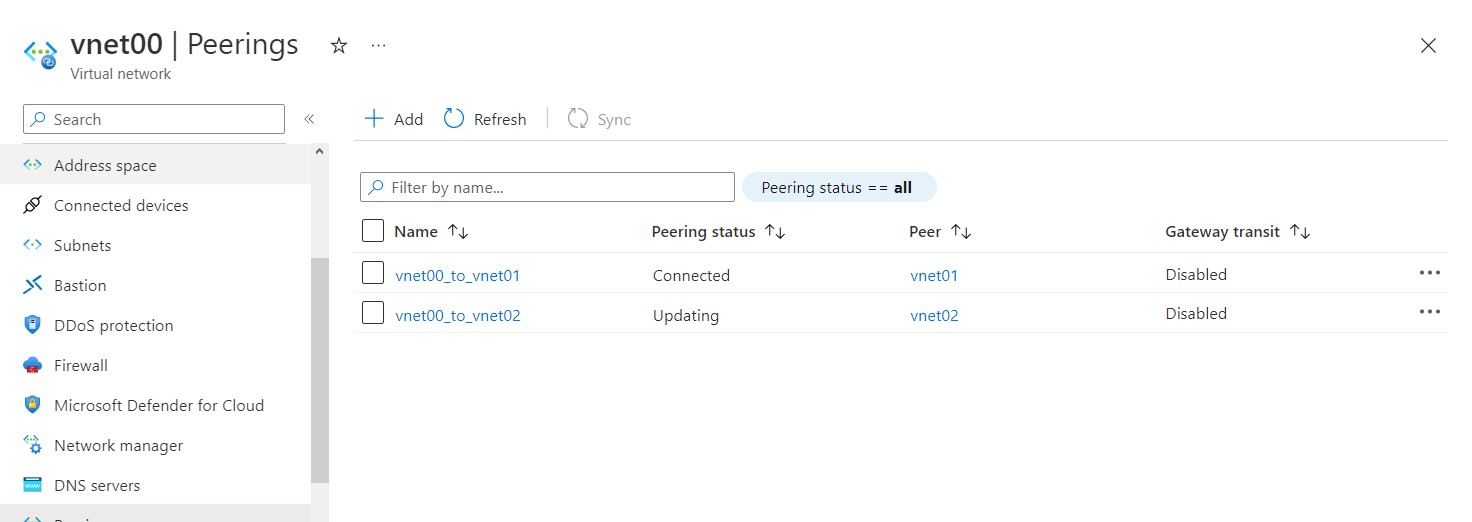 vnet00 | Peerings
Virtual network
Search
Add Refresh Sync
Address space
Connected devices
Subnets
Bastion
DDoS protection
Firewall
Microsoft Defender for Cloud
Network manager
DNS servers
Filter by name...
Peering status == all
Name Peering status Peer Gateway transit
vnet00_to_vnet01 Connected vnet01 Disabled
vnet00_to_vnet02 Updating vnet02 Disabled